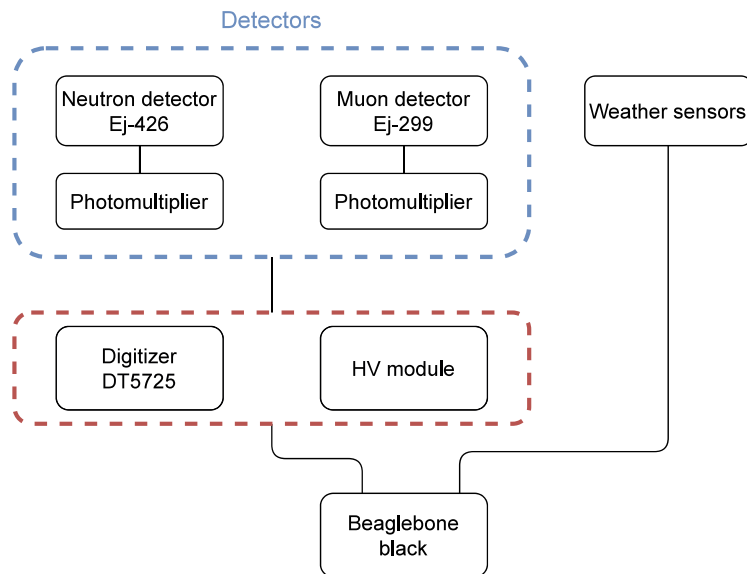 Detectors
Neutron detector
Ej-426
Muon detector
Ej-299
Weather sensors
Photomultiplier
Photomultiplier
Digitizer
DT5725
HV module
Beaglebone
black